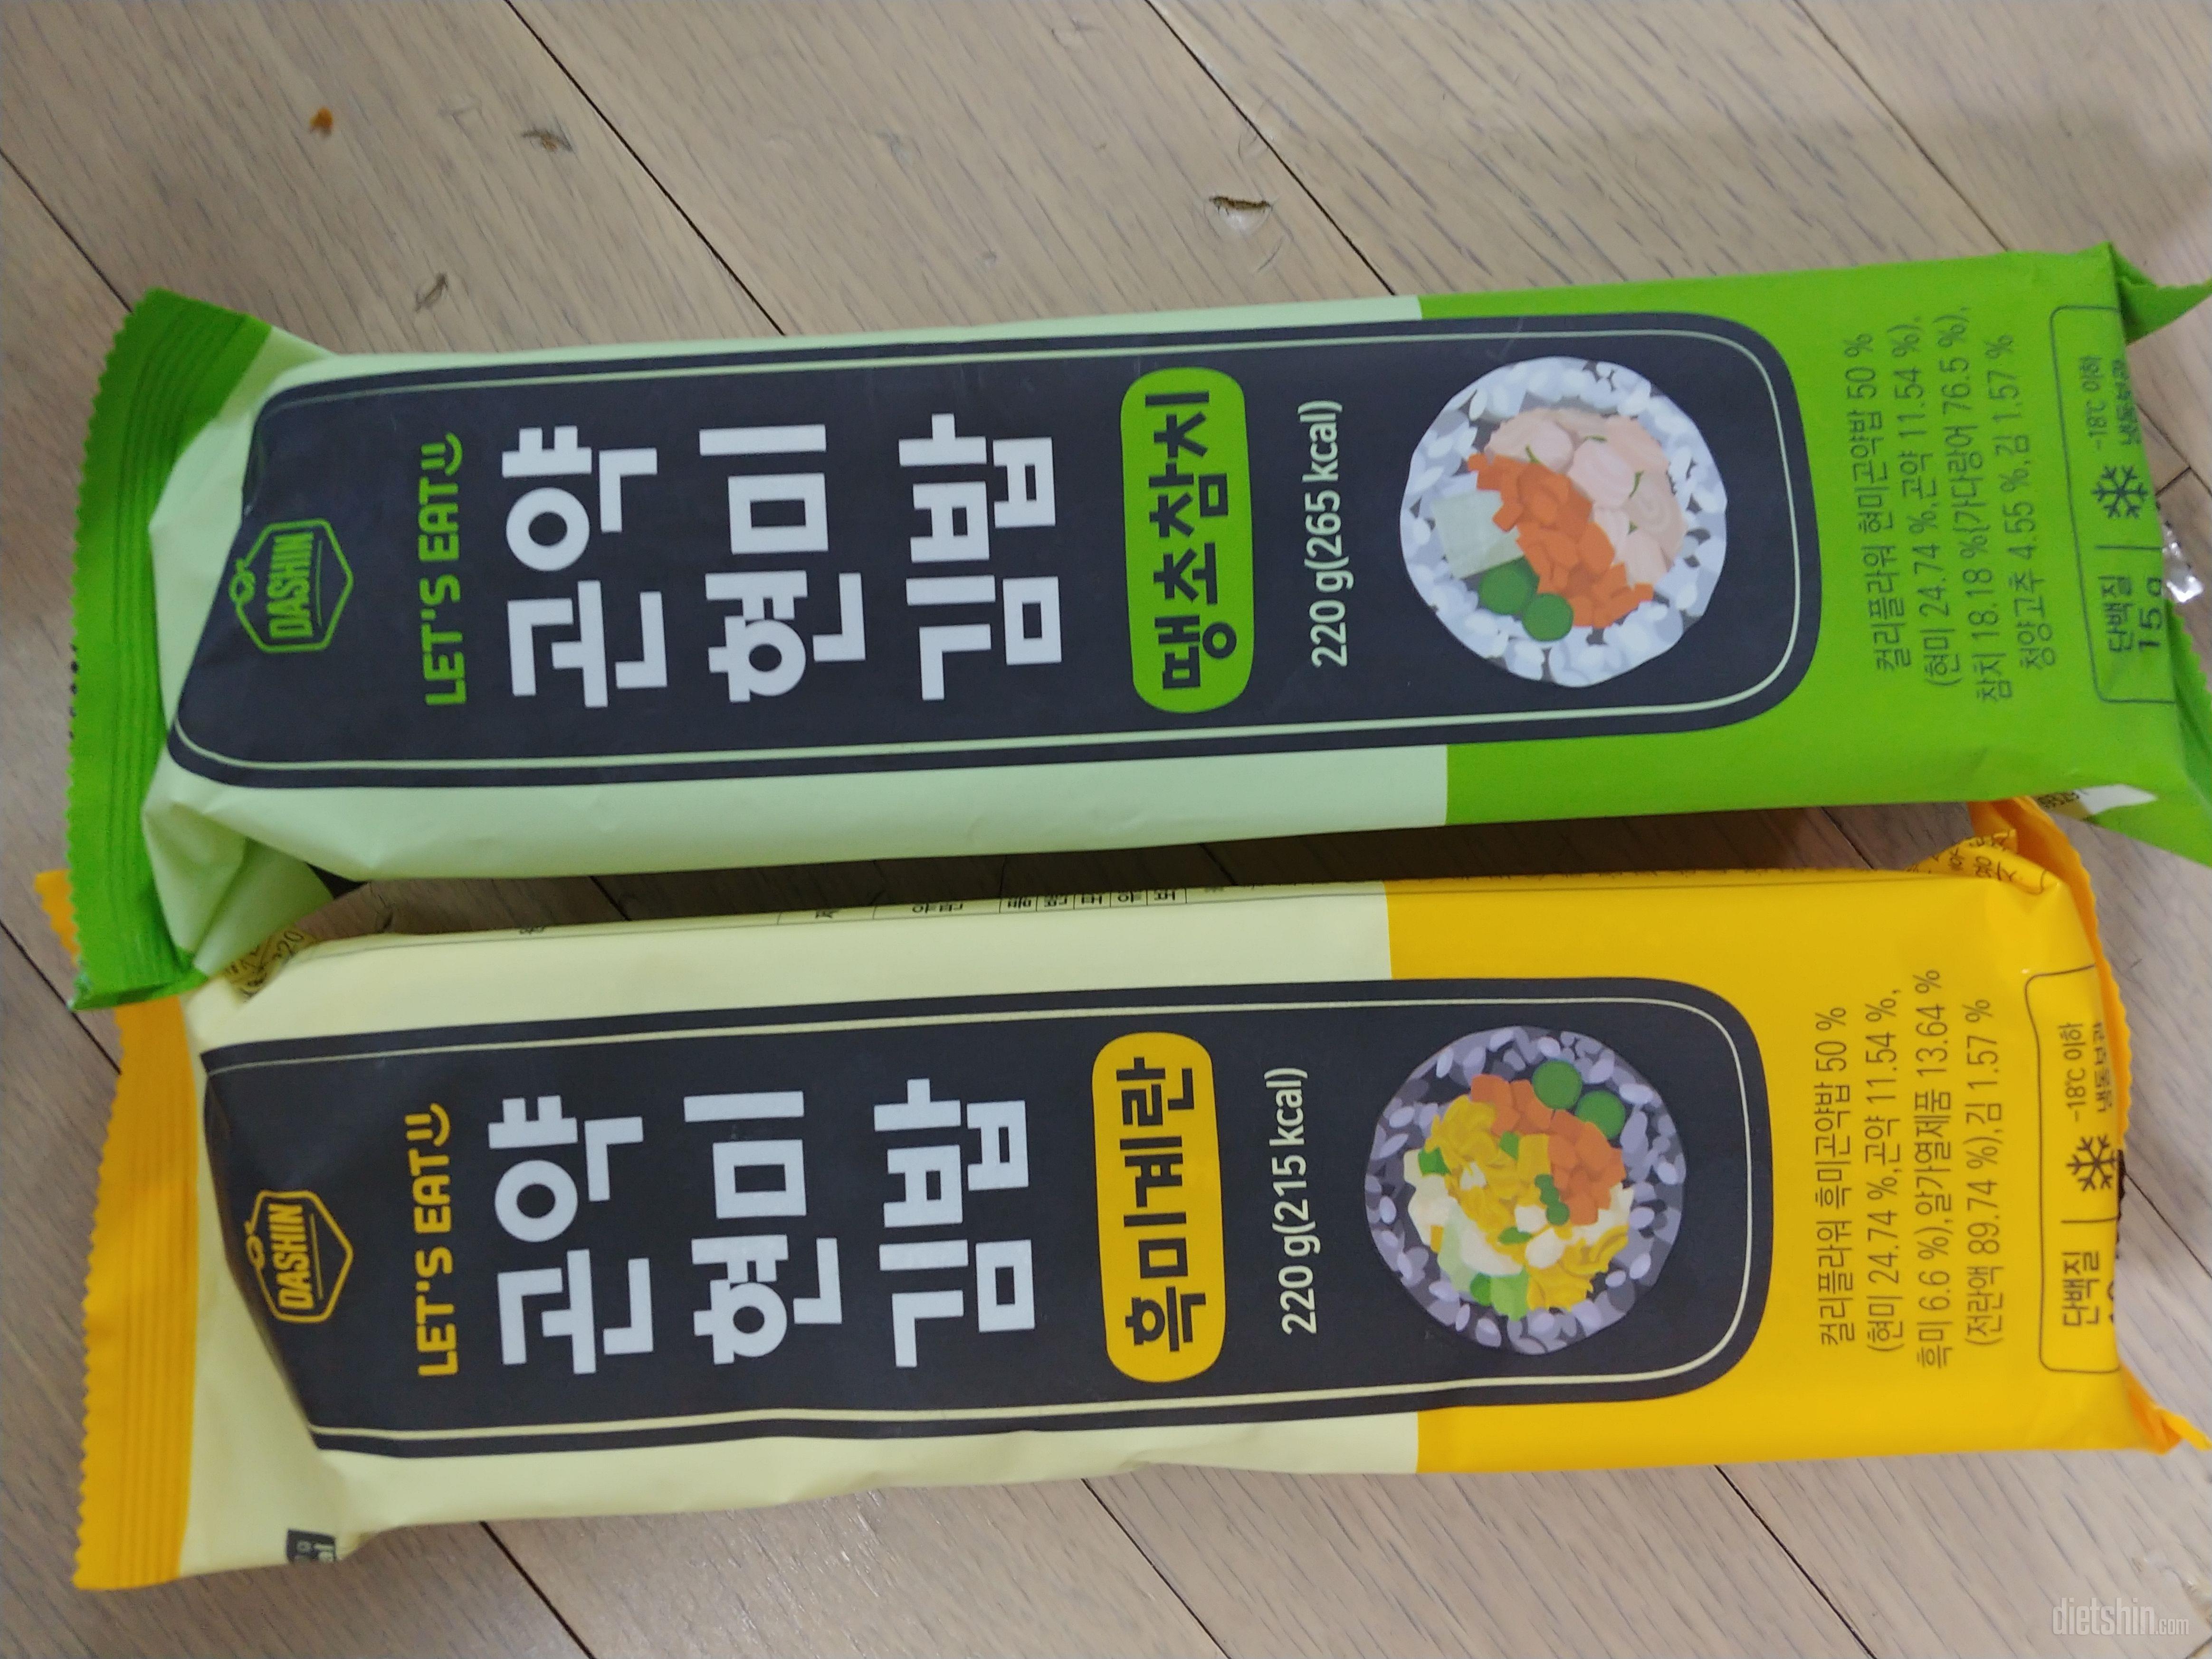 DASHIN
LET'S EAT
곤약
현미
김밥
땡초참치
220 g(265 kcal)
컬리플라워 현미곤약밥 50 %
(현미 24.74 %,곤약 11.54 %),
참치 18.18 %(가다랑어 76.5 %),
청양고추 4.55 %,김 1.57 %
단백질
15 g
-18℃ 이하
냉동보관
DASHIN
LET'S EAT
곤약
현미
김밥
흑미계란
220 g(215 kcal)
컬리플라워 흑미곤약밥 50 %
(현미 24.74 %,곤약 11.54 %,
흑미 6.6 %),알가열제품 13.64 %
(전란액 89.74 %),김 1.57 %
단백질
-18℃ 이하
냉동보관
dietshin.com